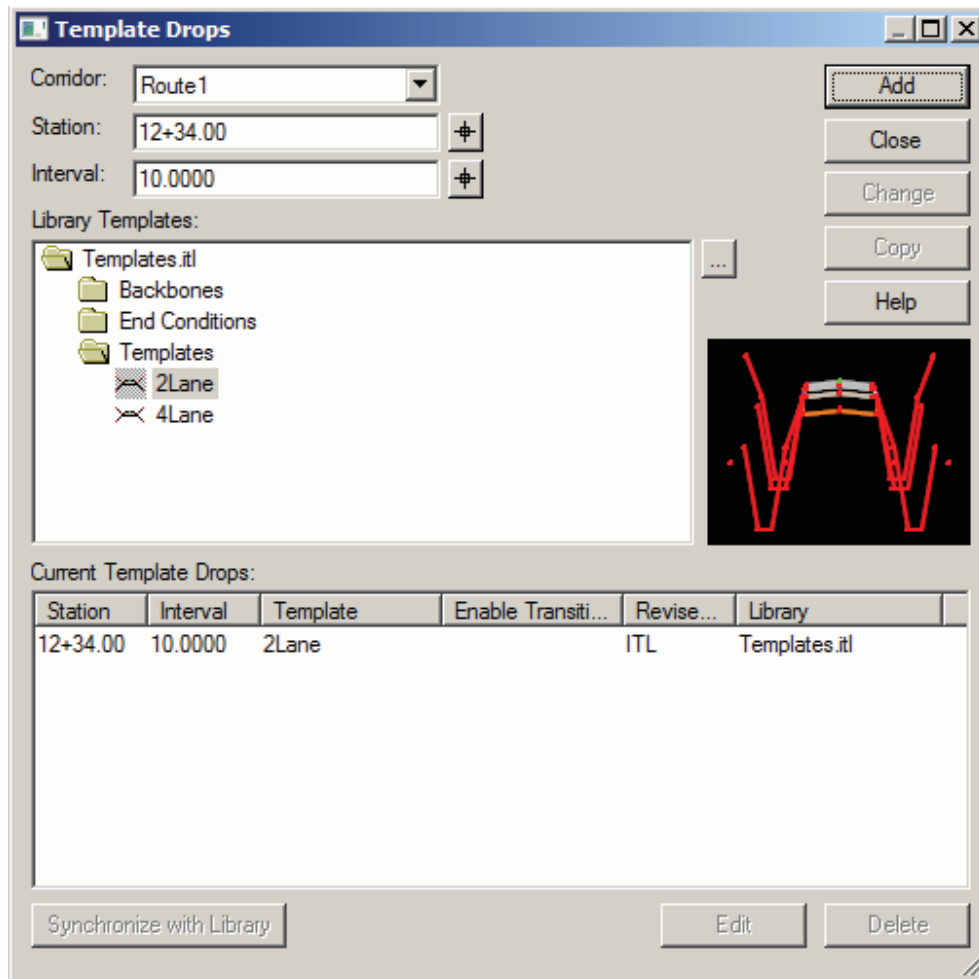 Template Drops
Corridor: Route1
Add
Station: 12+34.00
Close
Interval: 10.0000
Change
Library Templates:
Templates.itl
...
Copy
Backbones
Help
End Conditions
Templates
2Lane
4Lane
Current Template Drops:
Station Interval Template Enable Transiti... Revise... Library
12+34.00 10.0000 2Lane ITL Templates.itl
Synchronize with Library Edit Delete